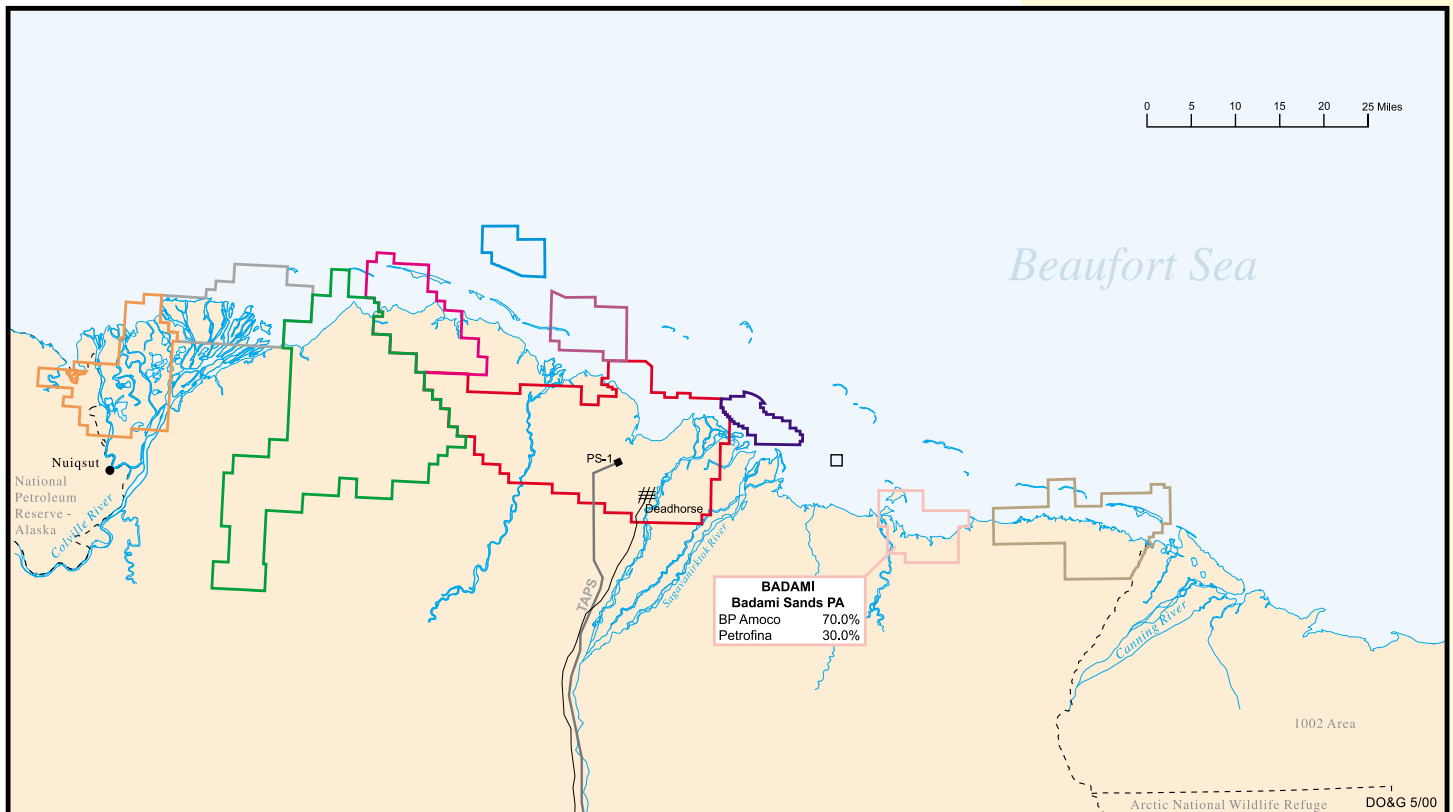 0 5 10 15 20 25 Miles
Beaufort Sea
Nuiqsut
PS-1
National
Petroleum
Reserve -
Alaska
Colville River
Deadhorse
Sagavanirktok River
TAPS
BADAMI
Badami Sands PA
BP Amoco 70.0%
Petrofina 30.0%
Canning River
1002 Area
Arctic National Wildlife Refuge
DO&G 5/00